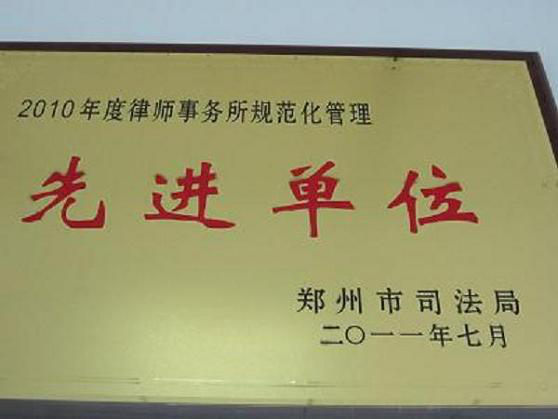 2010年度律师事务所规范化管理
先进单位
郑州市司法局
二〇一一年七月